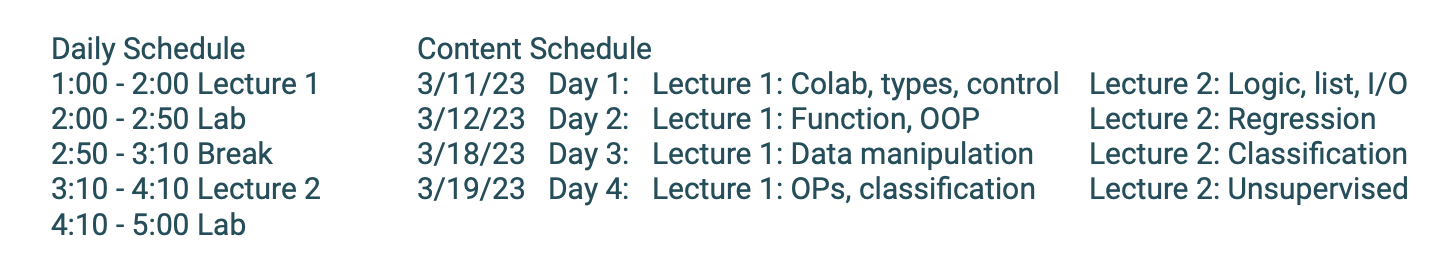 Daily Schedule
1:00 - 2:00 Lecture 1
2:00 - 2:50 Lab
2:50 - 3:10 Break
3:10 - 4:10 Lecture 2
4:10 - 5:00 Lab
Content Schedule
3/11/23 Day 1: Lecture 1: Colab, types, control Lecture 2: Logic, list, I/O
3/12/23 Day 2: Lecture 1: Function, OOP Lecture 2: Regression
3/18/23 Day 3: Lecture 1: Data manipulation Lecture 2: Classification
3/19/23 Day 4: Lecture 1: OPs, classification Lecture 2: Unsupervised